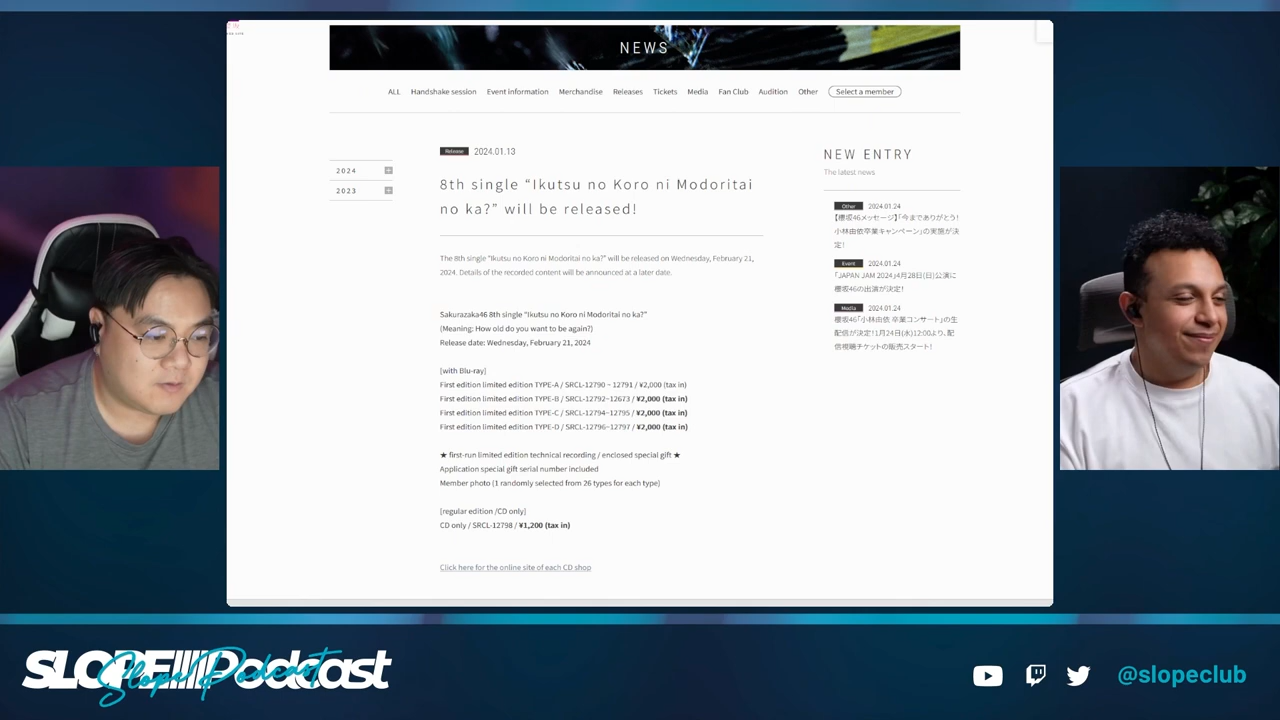 NEWS
ALL Handshake session Event information Merchandise Releases Tickets Media Fan Club Audition Other Select a member
2024
2023
Release 2024.01.13
8th single “Ikutsu no Koro ni Modoritai
no ka?” will be released!
The 8th single “Ikutsu no Koro ni Modoritai no ka?” will be released on Wednesday, February 21,
2024. Details of the recorded content will be announced at a later date.
Sakurazaka46 8th single “Ikutsu no Koro ni Modoritai no ka?”
(Meaning: How old do you want to be again?)
Release date: Wednesday, February 21, 2024
[with Blu-ray]
First edition limited edition TYPE-A / SRCL-12790 ~ 12791 / ¥2,000 (tax in)
First edition limited edition TYPE-B / SRCL-12792~12673 / ¥2,000 (tax in)
First edition limited edition TYPE-C / SRCL-12794~12795 / ¥2,000 (tax in)
First edition limited edition TYPE-D / SRCL-12796~12797 / ¥2,000 (tax in)
★ first-run limited edition technical recording / enclosed special gift ★
Application special gift serial number included
Member photo (1 randomly selected from 26 types for each type)
[regular edition /CD only]
CD only / SRCL-12798 / ¥1,200 (tax in)
Click here for the online site of each CD shop
NEW ENTRY
The latest news
Other 2024.01.24
【櫻坂46メッセージ】「今までありがとう!
小林由依卒業キャンペーン」の実施が決
定!
Event 2024.01.24
「JAPAN JAM 2024」4月28日(日)公演に
櫻坂46の出演が決定!
Media 2024.01.24
櫻坂46「小林由依 卒業コンサート」の生
配信が決定!1月24日(水)12:00より、配
信視聴チケットの販売スタート!
SLOPE Podcast
Slope Podcast
@slopeclub